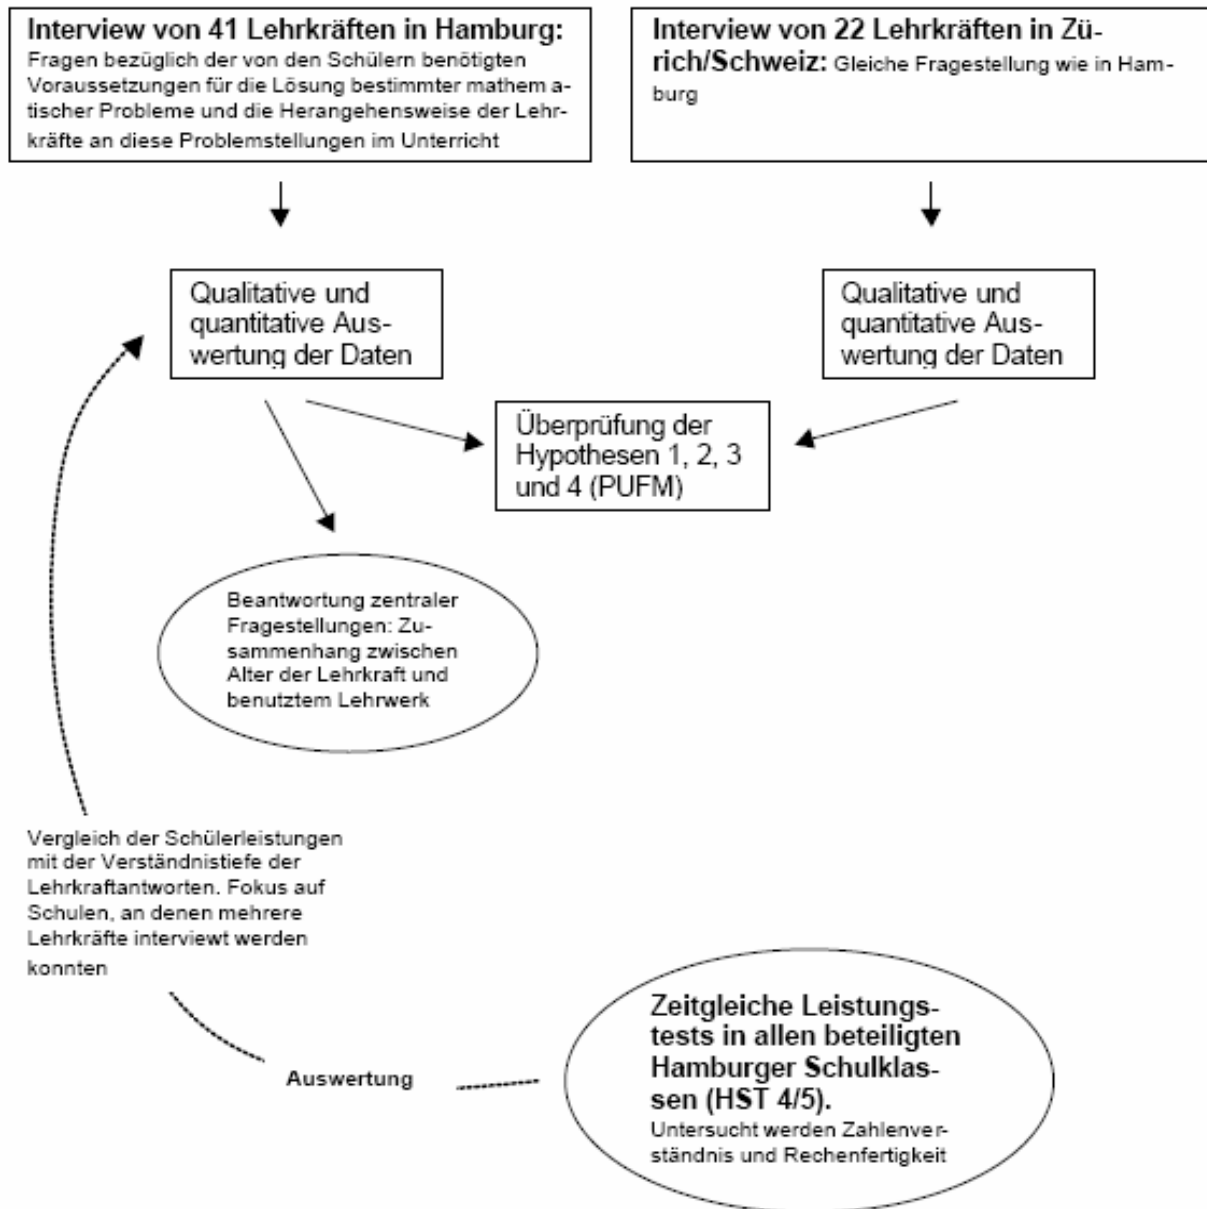 Interview von 41 Lehrkräften in Hamburg:
Fragen bezüglich der von den Schülern benötigten
Voraussetzungen für die Lösung bestimmter mathem a-
tischer Probleme und die Herangehensweise der Lehr-
kräfte an diese Problemstellungen im Unterricht
Interview von 22 Lehrkräften in Zü-
rich/Schweiz: Gleiche Fragestellung wie in Ham-
burg
Qualitative und
quantitative Aus-
wertung der Daten
Qualitative und
quantitative Aus-
wertung der Daten
Überprüfung der
Hypothesen 1, 2, 3
und 4 (PUFM)
Beantwortung zentraler
Fragestellungen: Zu-
sammenhang zwischen
Alter der Lehrkraft und
benutztem Lehrwerk
Vergleich der Schülerleistungen
mit der Verständnistiefe der
Lehrkraftantworten. Fokus auf
Schulen, an denen mehrere
Lehrkräfte interviewt werden
konnten
Auswertung
Zeitgleiche Leistungs-
tests in allen beteiligten
Hamburger Schulklas-
sen (HST 4/5).
Untersucht werden Zahlenver-
ständnis und Rechenfertigkeit